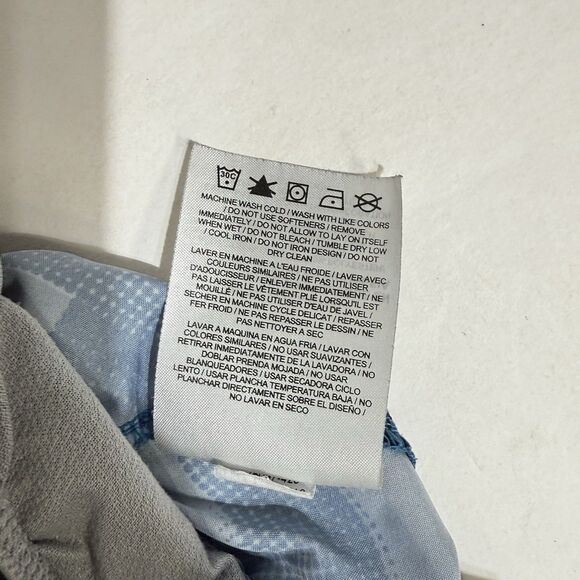 30C
MACHINE WASH COLD / WASH WITH LIKE COLORS
/ DO NOT USE SOFTENERS / REMOVE
IMMEDIATELY / DO NOT ALLOW TO LAY ON ITSELF
WHEN WET / DO NOT BLEACH / TUMBLE DRY LOW
/ COOL IRON / DO NOT IRON DESIGN / DO NOT
DRY CLEAN
LAVER EN MACHINE A L'EAU FROIDE / LAVER AVEC
COULEURS SIMILAIRES / NE PAS UTILISER
D'ADOUCISSEUR / ENLEVER IMMEDIATEMENT / NE
PAS LAISSER LE VÊTEMENT PLIÉ LORSQU'IL EST
MOUILLÉ / NE PAS UTILISER D'EAU DE JAVEL /
SECHER EN MACHINE CYCLE DELICAT / REPASSER
FER FROID / NE PAS REPASSER LE DESSIN / NE
PAS NETTOYER A SEC
LAVAR A MAQUINA EN AGUA FRIA / LAVAR CON
COLORES SIMILARES / NO USAR SUAVIZANTES /
RETIRAR INMEDIATAMENTE DE LA LAVADORA / NO
DOBLAR PRENDA MOJADA / NO USAR
BLANQUEADORES / USAR SECADORA CICLO
LENTO / USAR PLANCHA TEMPERATURA BAJA / NO
PLANCHAR DIRECTAMENTE SOBRE EL DISEÑO /
NO LAVAR EN SECO